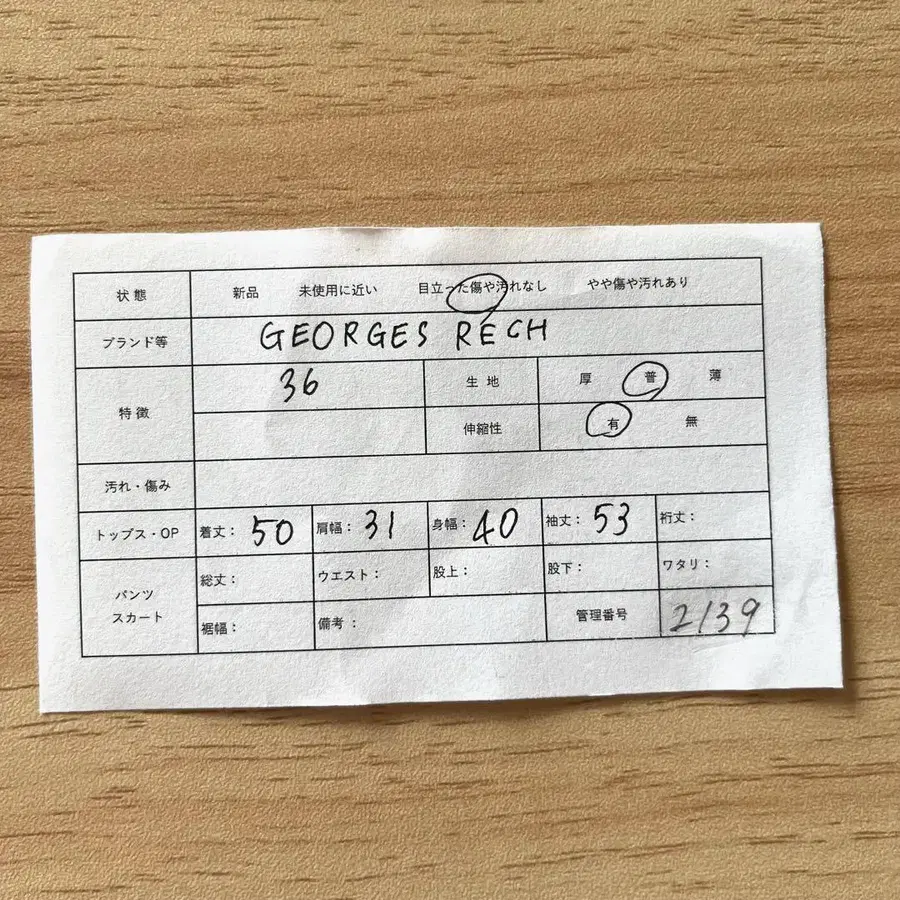 状態 新品 未使用に近い 目立った傷や汚れなし やや傷や汚れあり
ブランド等 GEORGES RECH
特徴 36 生地 厚 普 薄
伸縮性 有 無
汚れ・傷み
トップス・OP 着丈: 50 肩幅: 31 身幅: 40 袖丈: 53 裄丈:
パンツ スカート 総丈: ウエスト: 股上: 股下: ワタリ:
裾幅: 備考: 管理番号 2139